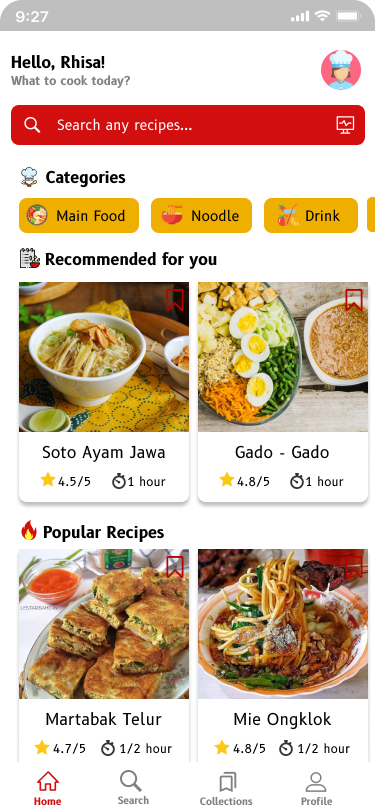 9:27
Hello, Rhisa!
What to cook today?
Search any recipes...
Categories
Main Food
Noodle
Drink
Recommended for you
Soto Ayam Jawa
Gado - Gado
4.5/5
1 hour
4.8/5
1 hour
Popular Recipes
Martabak Telur
Mie Ongklok
4.7/5
1/2 hour
4.8/5
1/2 hour
Home
Search
Collections
Profile